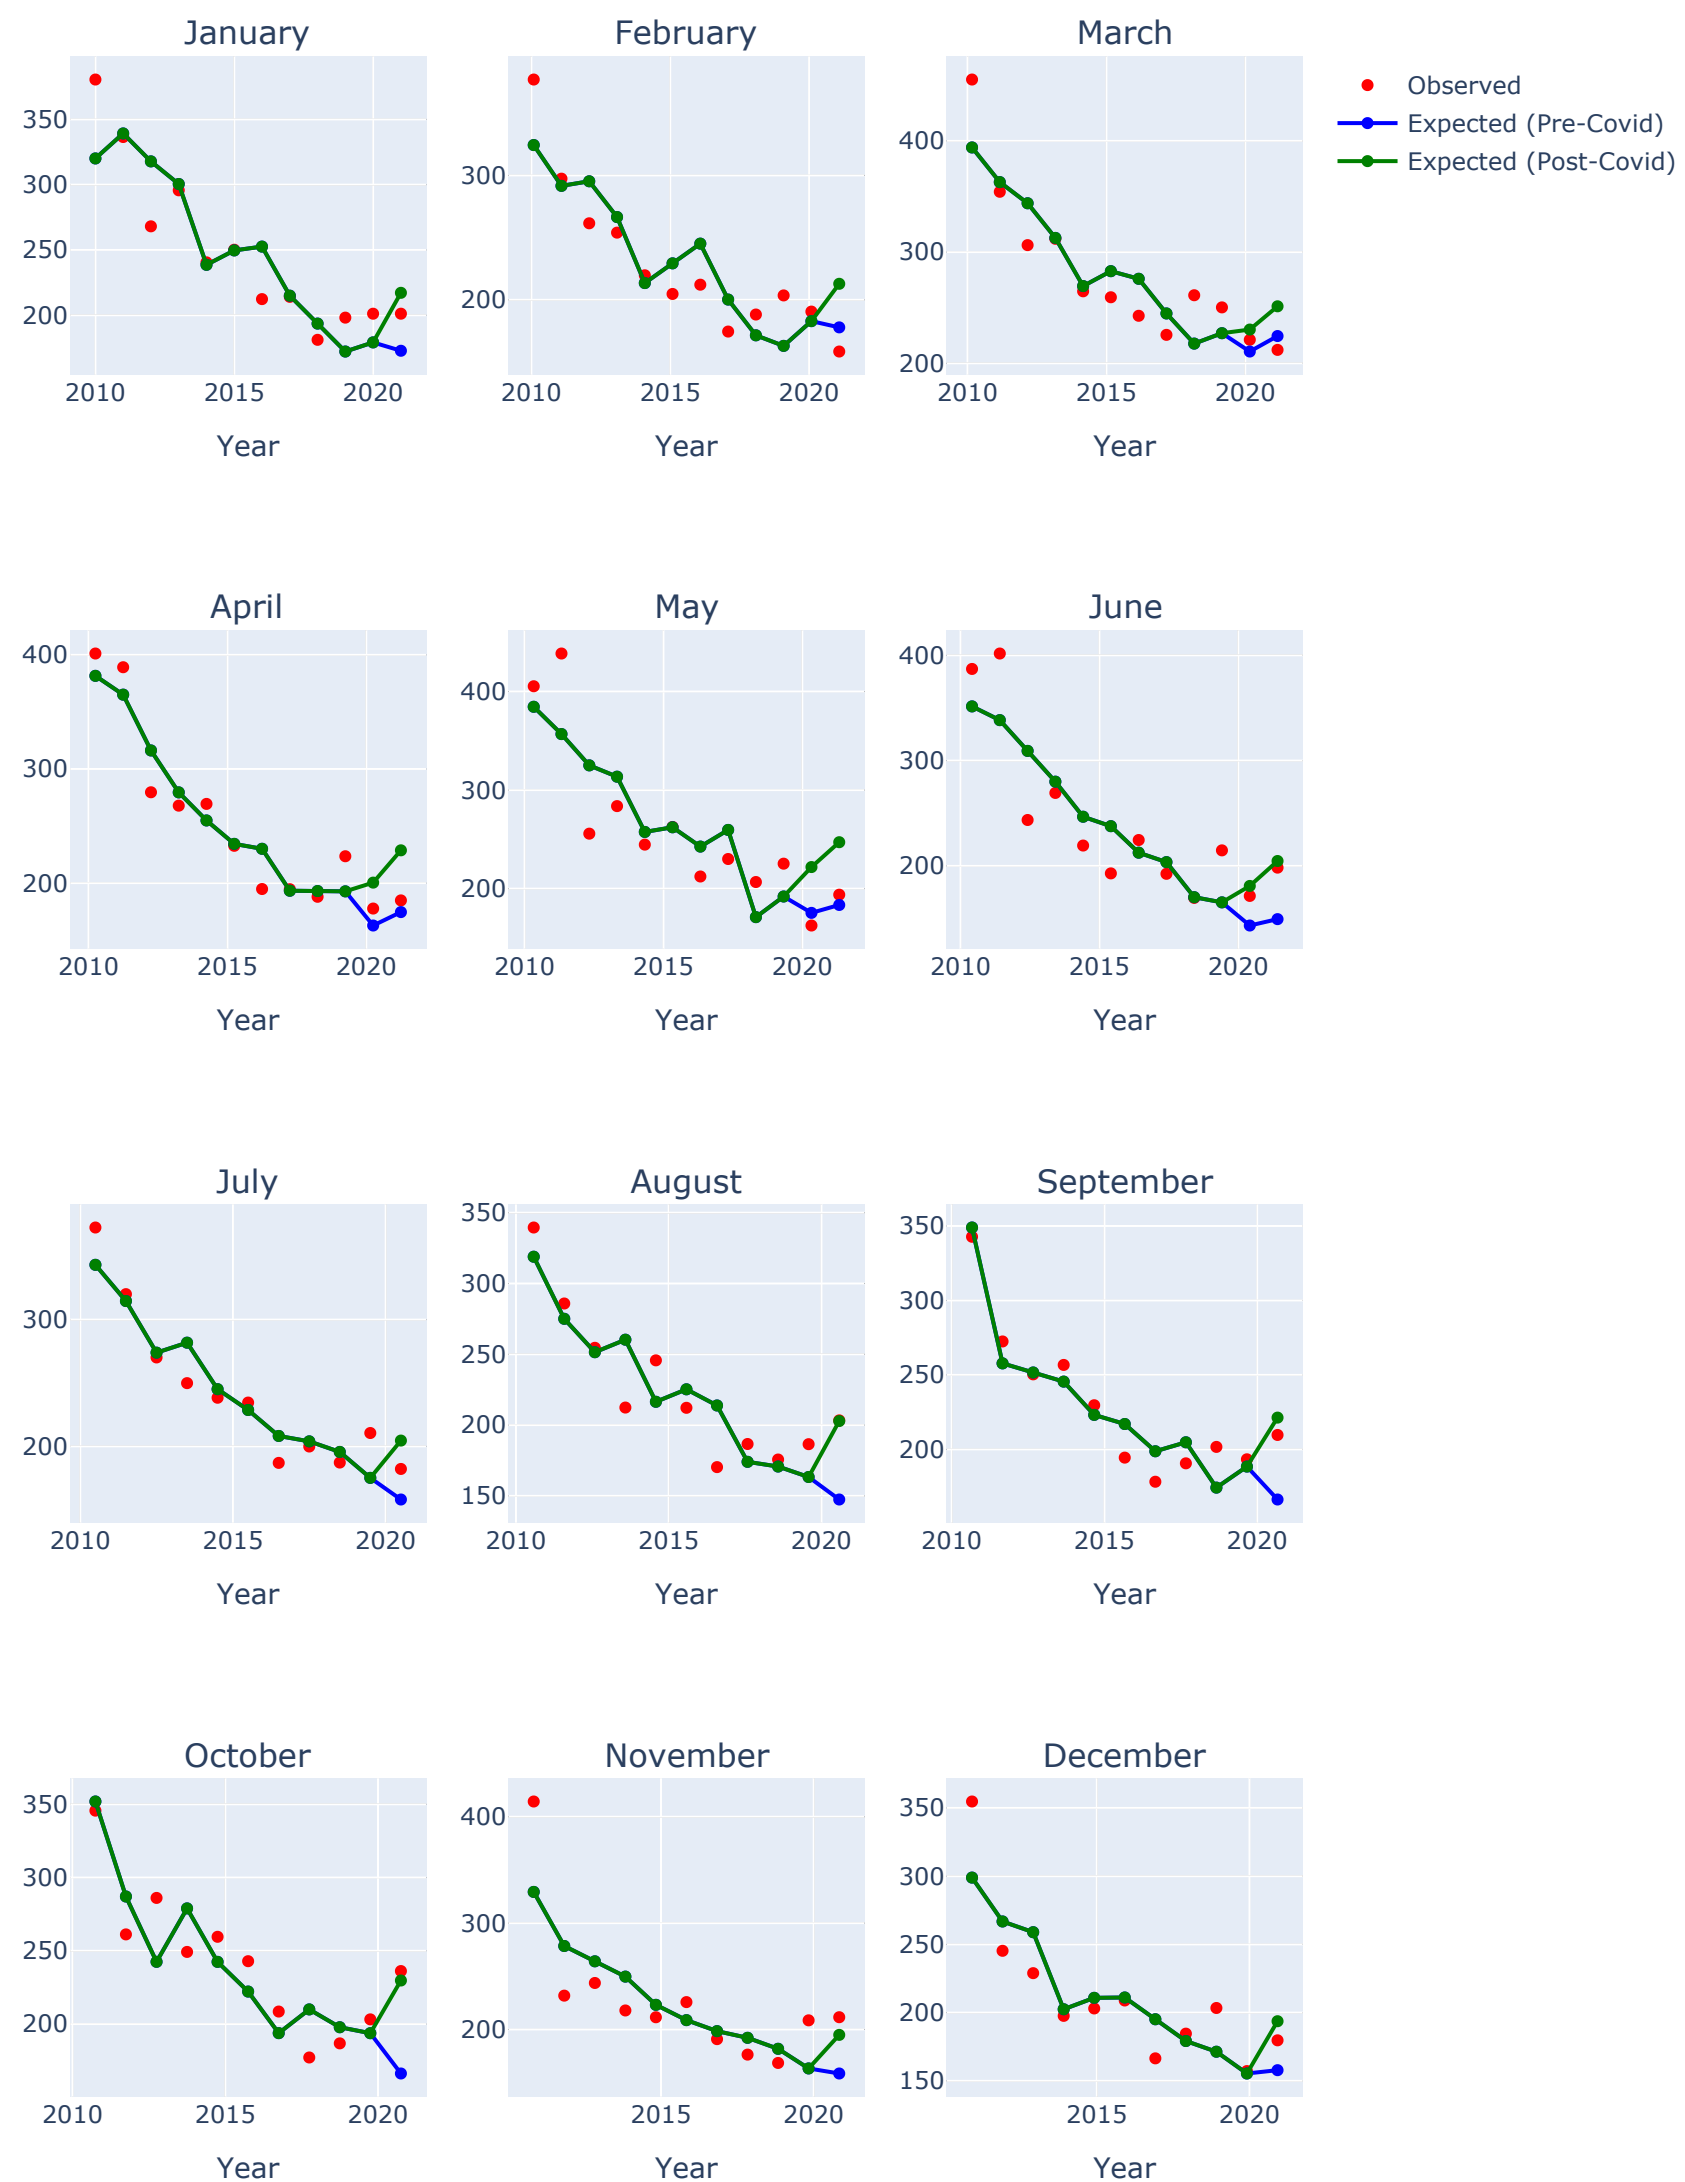 January February March
Observed
Expected (Pre-Covid)
Expected (Post-Covid)
350 300 400
300
250 300
200 200
200
2010 2015 2020 2010 2015 2020 2010 2015 2020
Year Year Year
April May June
400 400 400
300 300 300
200 200 200
2010 2015 2020 2010 2015 2020 2010 2015 2020
Year Year Year
July August September
350 350
300 300 300
250 250
200 200 200
150
2010 2015 2020 2010 2015 2020 2010 2015 2020
Year Year Year
October November December
350 400 350
300 300 300
250 250
200 200 200
150
2010 2015 2020 2015 2020 2015 2020
Year Year Year